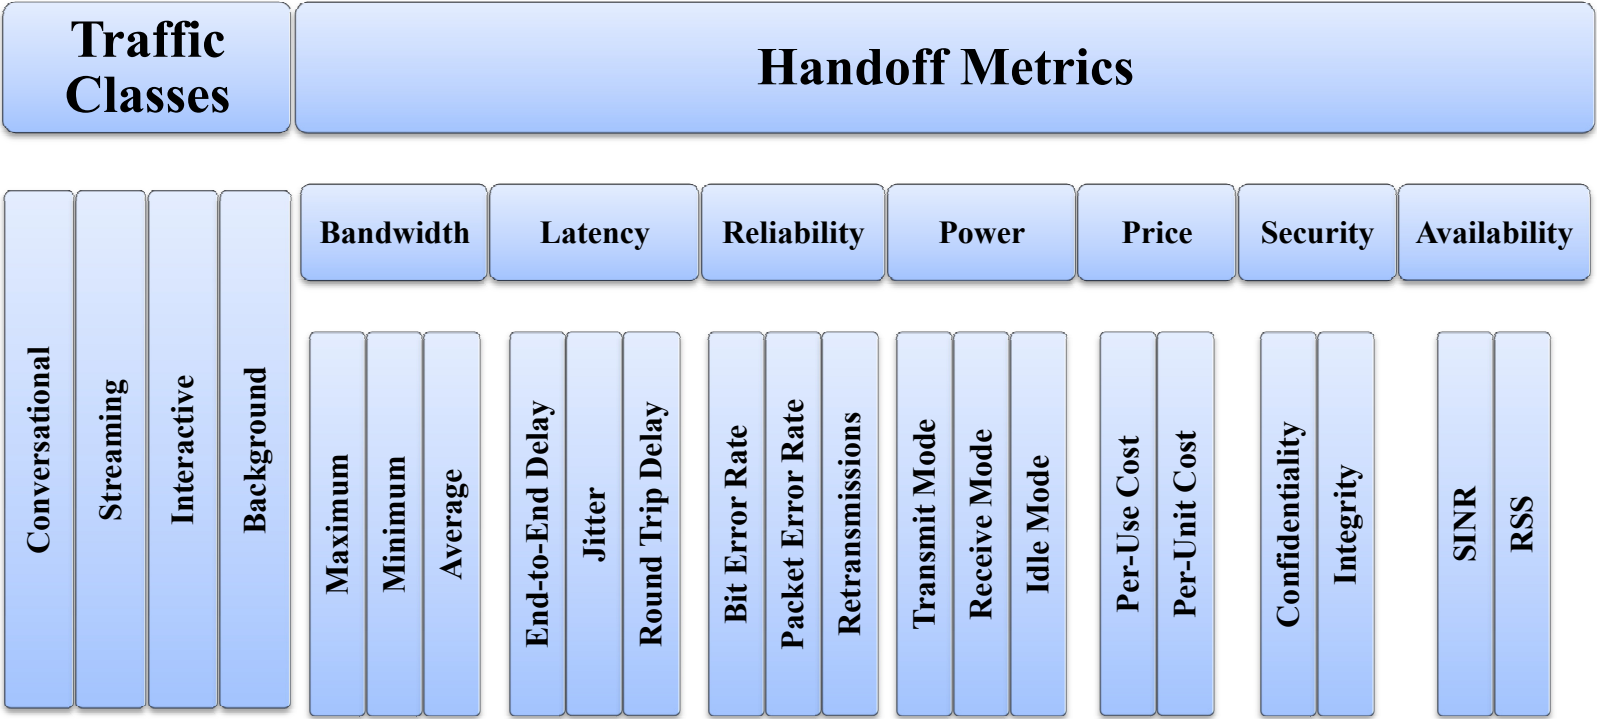 Traffic
Classes
Handoff Metrics
Conversational
Streaming
Interactive
Background
Bandwidth
Maximum
Minimum
Average
Latency
End-to-End Delay
Jitter
Round Trip Delay
Reliability
Bit Error Rate
Packet Error Rate
Retransmissions
Power
Transmit Mode
Receive Mode
Idle Mode
Price
Per-Use Cost
Per-Unit Cost
Security
Confidentiality
Integrity
Availability
SINR
RSS